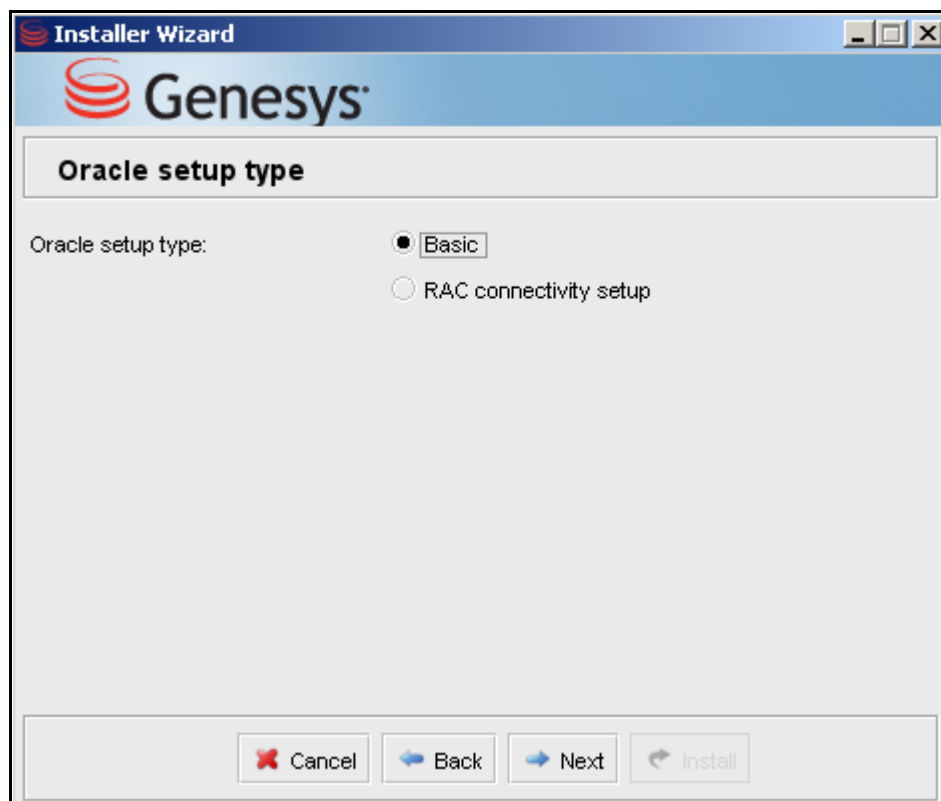 Installer Wizard
Genesys
Oracle setup type
Oracle setup type:
Basic
RAC connectivity setup
Cancel
Back
Next
Install